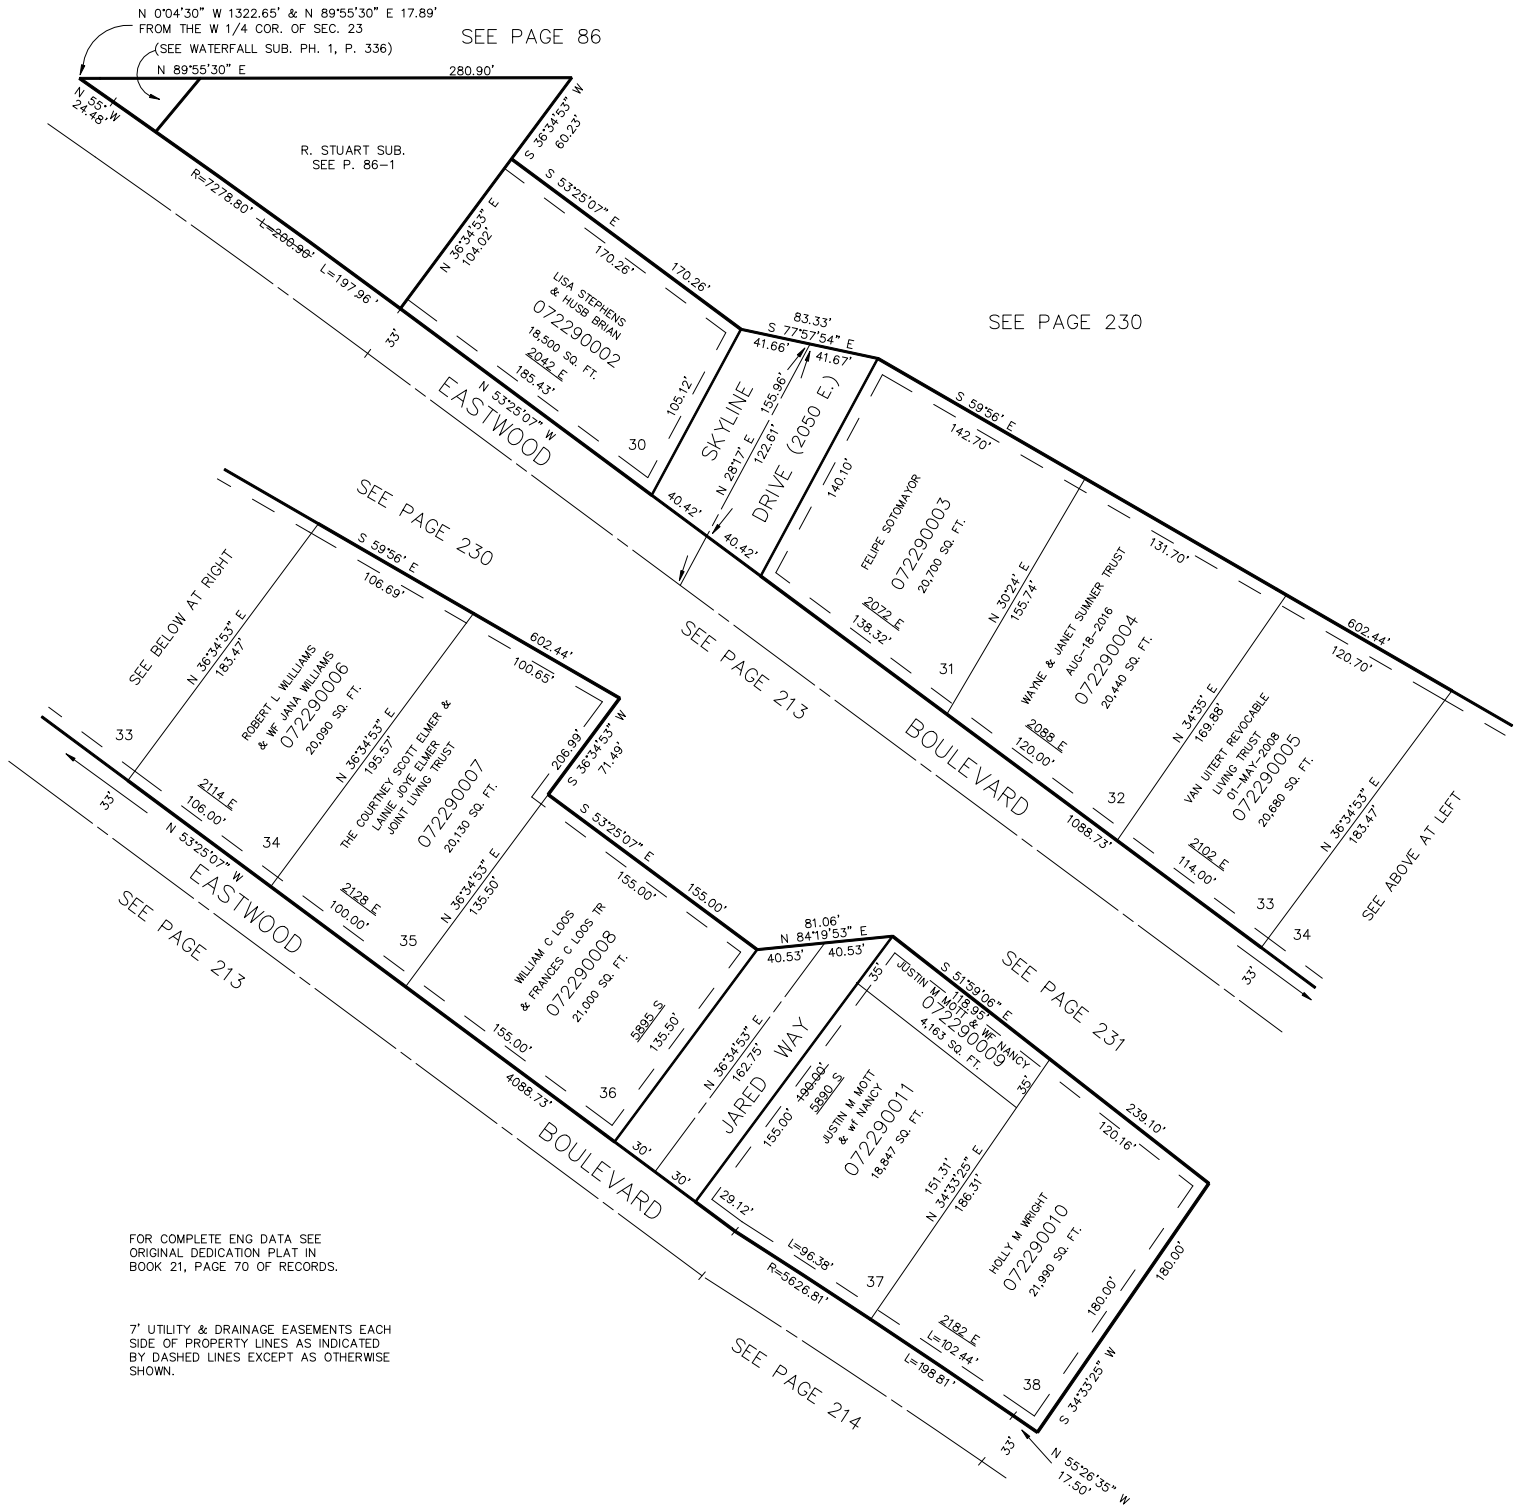 N 0°04'30" W 1322.65' & N 89°55'30" E 17.89'
FROM THE W 1/4 COR. OF SEC. 23
(SEE WATERFALL SUB. PH. 1, P. 336)
SEE PAGE 86
N 89°55'30" E
280.90'
N 55° W
24.48'
R. STUART SUB.
SEE P. 86-1
S 36°34'53" W
60.23'
R=7278.80'
L=200.90'
L=197.96'
N 36°34'53" E
104.02'
S 53°25'07" E
170.26'
170.26'
LISA STEPHENS
& HUSB BRIAN
072290002
18,500 SQ. FT.
2042 E
185.43'
N 53°25'07" W
30
105.12'
33'
EASTWOOD
83.33'
S 77°57'54" E
41.66'
41.67'
SKYLINE
DRIVE (2050 E.)
155.96'
N 28°17' E
122.61'
40.42'
40.42'
SEE PAGE 230
S 59°56' E
142.70'
140.10'
FELIPE SOTOMAYOR
072290003
20,700 SQ. FT.
2072 E
138.32'
31
N 30°24' E
155.74'
131.70'
WAYNE & JANET SUMNER TRUST
AUG-18-2016
072290004
20,440 SQ. FT.
2088 E
120.00'
32
N 34°35' E
169.88'
602.44'
120.70'
VAN UITERT REVOCABLE
LIVING TRUST
01-MAY-2008
072290005
20,680 SQ. FT.
2102 E
114.00'
33
N 36°34'53" E
183.47'
34
SEE ABOVE AT LEFT
1088.73'
33'
BOULEVARD
SEE PAGE 213
SEE PAGE 230
SEE BELOW AT RIGHT
S 59°56' E
106.69'
N 36°34'53" E
183.47'
33
ROBERT L WLILLIAMS
& WF JANA WILLIAMS
072290006
20,090 SQ. FT.
2114 E
106.00'
34
33'
N 53°25'07" W
EASTWOOD
SEE PAGE 213
602.44'
100.65'
N 36°34'53" E
195.57'
THE COURTNEY SCOTT ELMER &
LAINIE JOYE ELMER
JOINT LIVING TRUST
072290007
20,130 SQ. FT.
2128 E
100.00'
35
206.99'
S 36°34'53" W
71.49'
N 36°34'53" E
135.50'
S 53°25'07" E
155.00'
155.00'
WILLIAM C LOOS
& FRANCES C LOOS TR
072290008
21,000 SQ. FT.
5895 S
135.50'
155.00'
36
4088.73'
BOULEVARD
81.06'
N 84°19'53" E
40.53'
40.53'
N 36°34'53" E
162.75'
JARED WAY
30'
30'
SEE PAGE 231
S 51°59'06" E
118.95'
35'
JUSTIN M MOTT & WF NANCY
072290009
4,163 SQ. FT.
35'
190.00'
5890 S
155.00'
JUSTIN M MOTT
& wf NANCY
072290011
18,847 SQ. FT.
29.12'
L=96.38'
R=5626.81'
37
151.31'
N 34°33'25" E
186.31'
239.10'
120.16'
HOLLY M WRIGHT
072290010
21,990 SQ. FT.
180.00'
180.00'
2182 E
L=102.44'
L=198.81'
38
S 34°33'25" W
33'
N 55°26'35" W
17.50'
SEE PAGE 214
FOR COMPLETE ENG DATA SEE
ORIGINAL DEDICATION PLAT IN
BOOK 21, PAGE 70 OF RECORDS.
7' UTILITY & DRAINAGE EASEMENTS EACH
SIDE OF PROPERTY LINES AS INDICATED
BY DASHED LINES EXCEPT AS OTHERWISE
SHOWN.